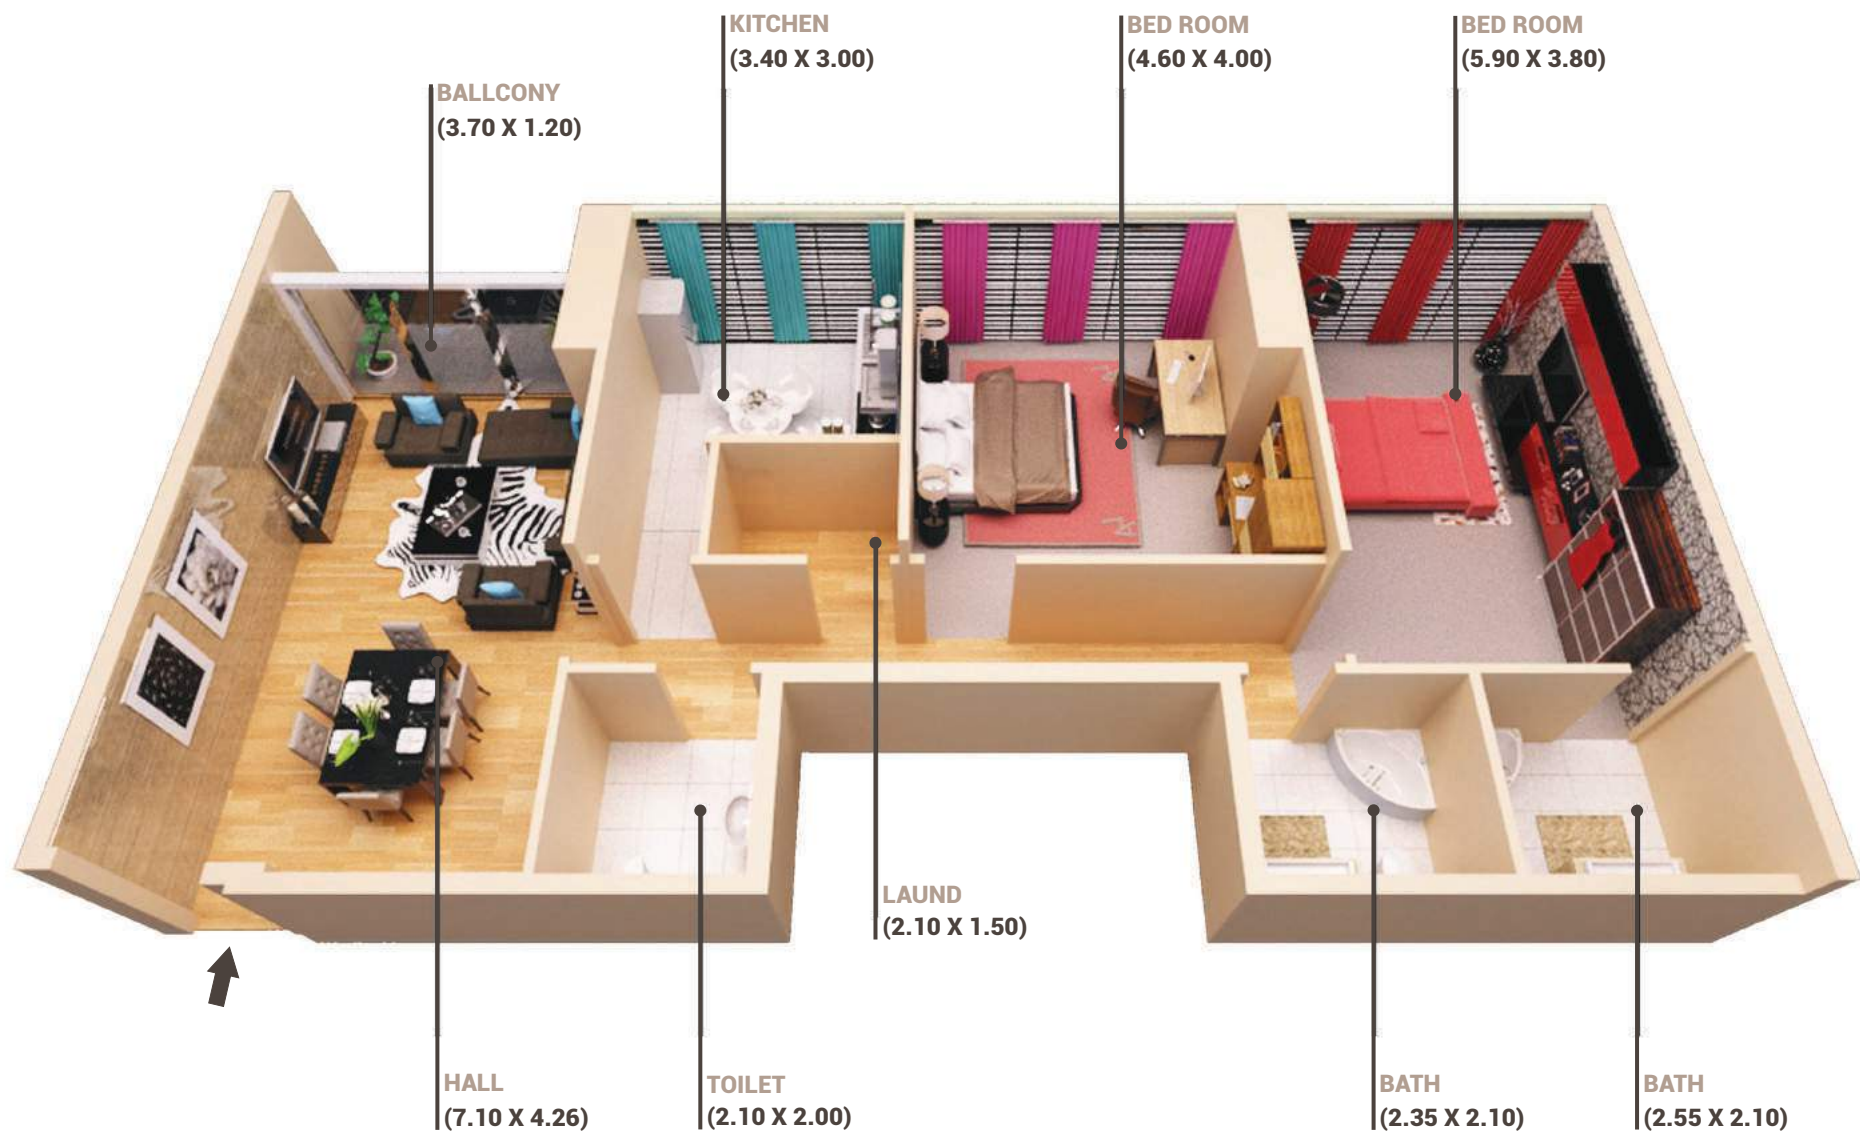 KITCHEN
(3.40 X 3.00)
BED ROOM
(4.60 X 4.00)
BED ROOM
(5.90 X 3.80)
BALLCONY
(3.70 X 1.20)
LAUND
(2.10 X 1.50)
HALL
(7.10 X 4.26)
TOILET
(2.10 X 2.00)
BATH
(2.35 X 2.10)
BATH
(2.55 X 2.10)